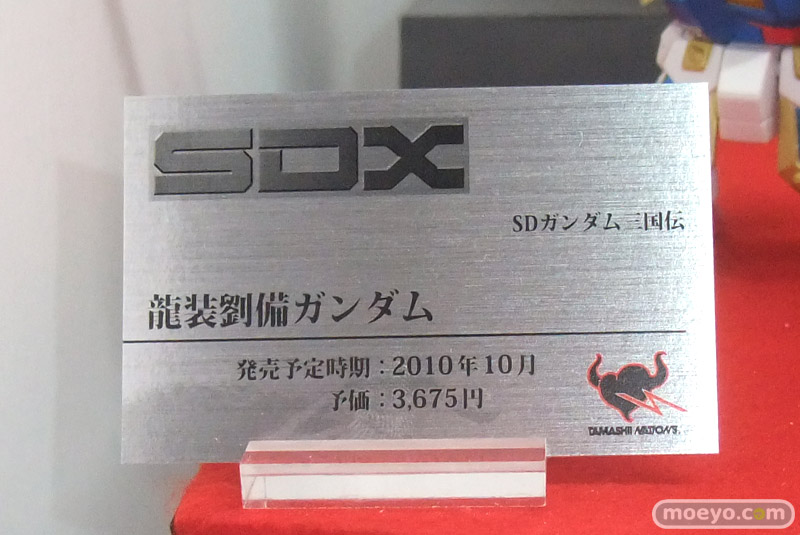 SDX
SDガンダム三国伝
龍装劉備ガンダム
発売予定時期：2010年10月
予価：3,675円
TAMASHII NATIONS
moeyo.com